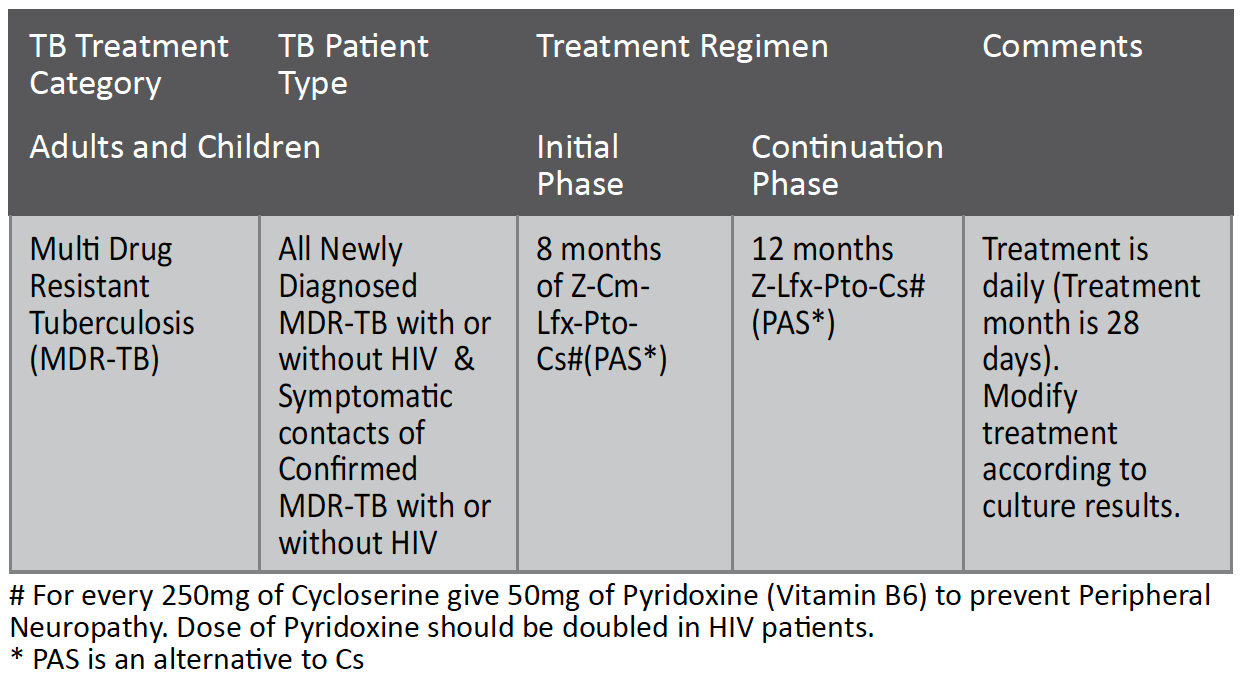 TB Treatment Category
TB Patient Type
Treatment Regimen
Comments
Adults and Children
Initial Phase
Continuation Phase
Multi Drug
Resistant
Tuberculosis
(MDR-TB)
All Newly
Diagnosed
MDR-TB with or
without HIV &
Symptomatic
contacts of
Confirmed
MDR-TB with or
without HIV
8 months
of Z-Cm-
Lfx-Pto-
Cs#(PAS*)
12 months
Z-Lfx-Pto-Cs#
(PAS*)
Treatment is
daily (Treatment
month is 28
days).
Modify
treatment
according to
culture results.
# For every 250mg of Cycloserine give 50mg of Pyridoxine (Vitamin B6) to prevent Peripheral
Neuropathy. Dose of Pyridoxine should be doubled in HIV patients.
* PAS is an alternative to Cs